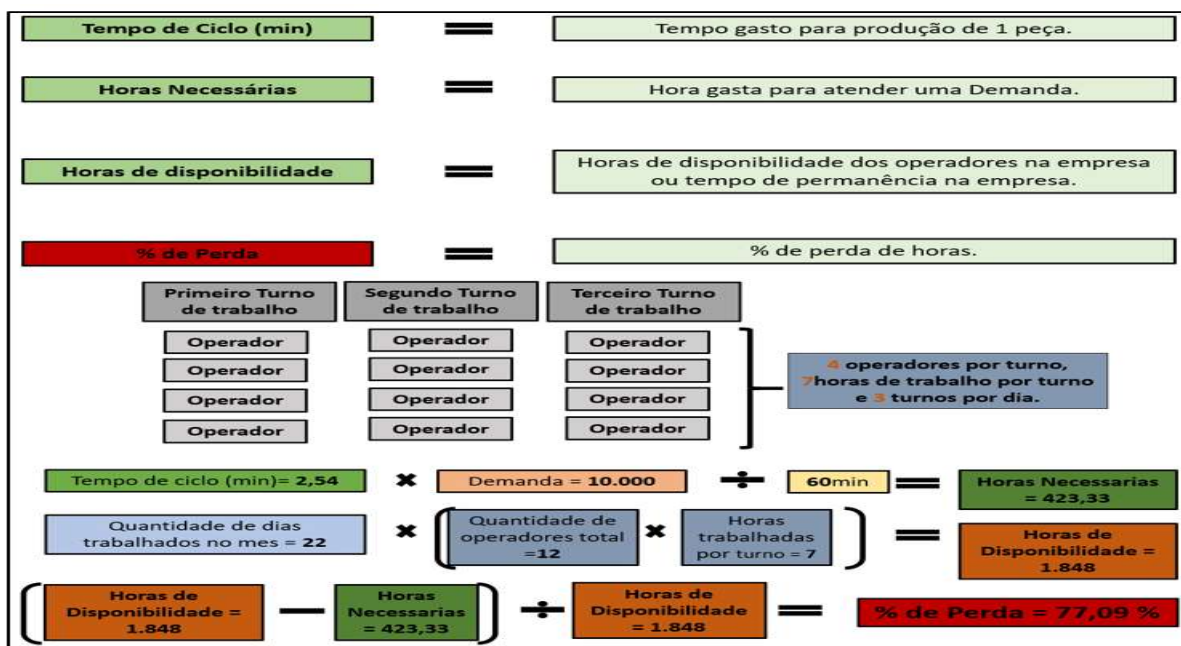 Tempo de Ciclo (min) = Tempo gasto para produção de 1 peça.
Horas Necessárias = Hora gasta para atender uma Demanda.
Horas de disponibilidade = Horas de disponibilidade dos operadores na empresa
ou tempo de permanência na empresa.
% de Perda = % de perda de horas.
Primeiro Turno
de trabalho
Segundo Turno
de trabalho
Terceiro Turno
de trabalho
Operador Operador Operador
Operador Operador Operador
Operador Operador Operador
Operador Operador Operador
4 operadores por turno,
7horas de trabalho por turno
e 3 turnos por dia.
Tempo de ciclo (min)= 2,54 × Demanda = 10.000 ÷ 60min =
Horas Necessarias
= 423,33
Quantidade de dias
trabalhados no mes = 22
×
(
Quantidade de
operadores total
=12
×
Horas
trabalhadas
por turno = 7
)
=
Horas de
Disponibilidade =
1.848
(
Horas de
Disponibilidade =
1.848
—
Horas
Necessarias
= 423,33
)
÷
Horas de
Disponibilidade
= 1.848
=
% de Perda = 77,09 %